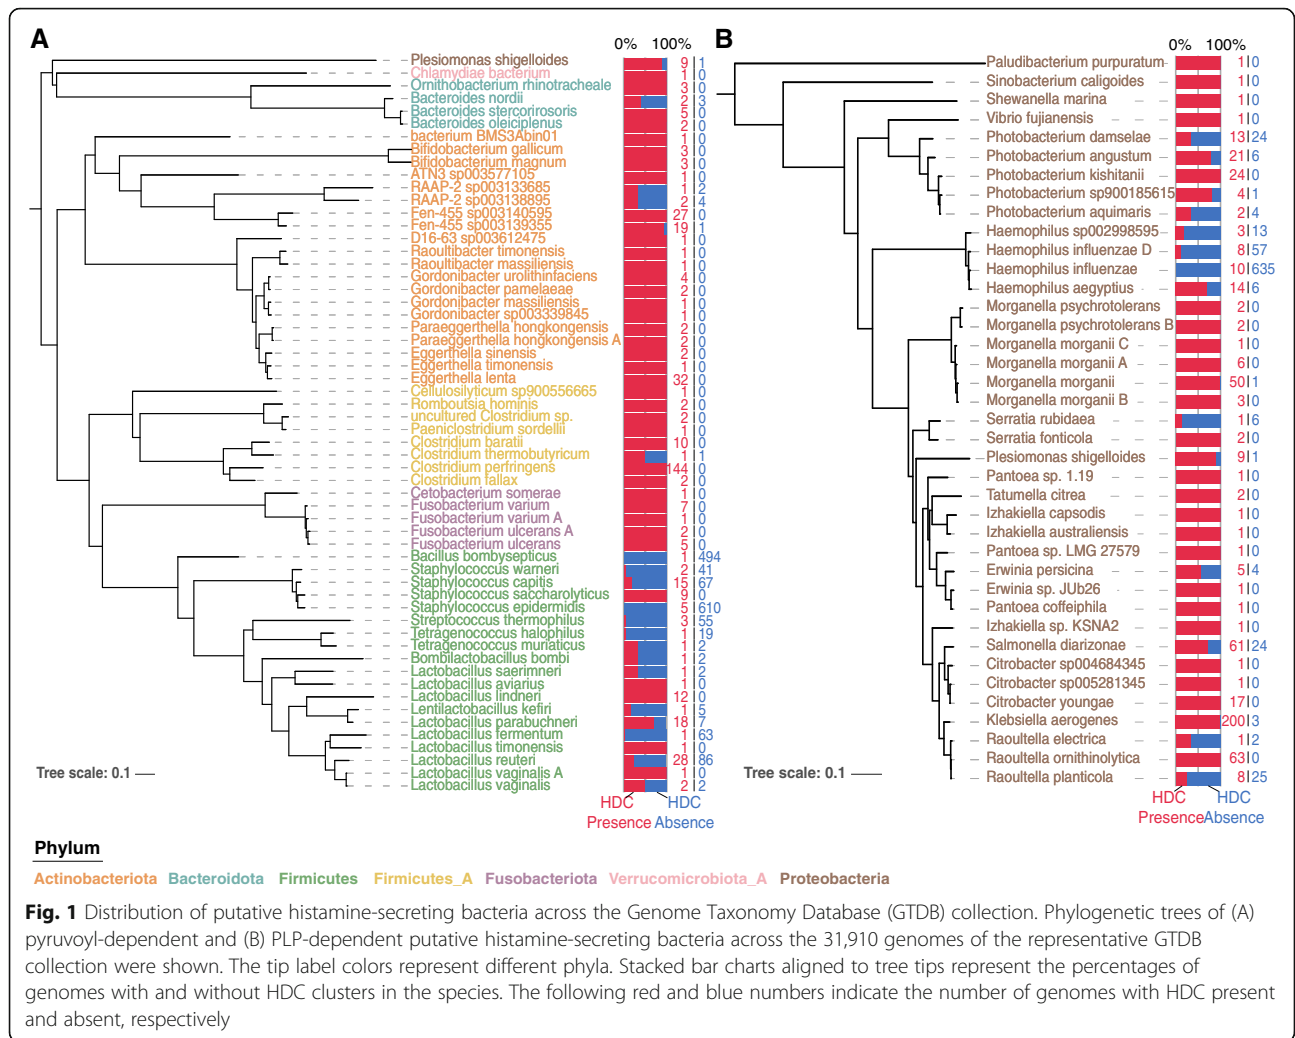 A
0% 100%
Plesiomonas shigelloides 9 1
Chlamydiae bacterium 1 0
Ornithobacterium rhinotracheale 3 0
Bacteroides nordii 2 3
Bacteroides stercorirosoris 5 0
Bacteroides oleiciplenus 2 0
bacterium BMS3Abin01 1 0
Bifidobacterium gallicum 3 0
Bifidobacterium magnum 3 0
ATN3 sp003577105 1 0
RAAP-2 sp003133685 1 2
RAAP-2 sp003138895 2 4
Fen-455 sp003140595 27 0
Fen-455 sp003139355 19 1
D16-63 sp003612475 1 0
Raoultibacter timonensis 1 0
Raoultibacter massiliensis 1 0
Gordonibacter urolithinfaciens 4 0
Gordonibacter pamelaeae 2 0
Gordonibacter massiliensis 1 0
Gordonibacter sp003339845 1 0
Paraeggerthella hongkongensis 2 0
Paraeggerthella hongkongensis A 2 0
Eggerthella sinensis 2 0
Eggerthella timonensis 1 0
Eggerthella lenta 32 0
Cellulosilyticum sp900556665 1 0
Romboutsia hominis 2 0
uncultured Clostridium sp. 2 0
Paeniclostridium sordellii 1 0
Clostridium baratii 10 0
Clostridium thermobutyricum 1 1
Clostridium perfringens 144 0
Clostridium fallax 2 0
Cetobacterium somerae 1 0
Fusobacterium varium 7 0
Fusobacterium varium A 1 0
Fusobacterium ulcerans A 2 0
Fusobacterium ulcerans 5 0
Bacillus bombysepticus 1 494
Staphylococcus warneri 2 41
Staphylococcus capitis 15 67
Staphylococcus saccharolyticus 9 0
Staphylococcus epidermidis 5 610
Streptococcus thermophilus 3 55
Tetragenococcus halophilus 1 19
Tetragenococcus muriaticus 1 2
Bombilactobacillus bombi 1 2
Lactobacillus saerimneri 1 2
Lactobacillus aviarius 1 0
Lactobacillus lindneri 12 0
Lentilactobacillus kefiri 1 5
Lactobacillus parabuchneri 18 7
Lactobacillus fermentum 1 63
Lactobacillus timonensis 1 0
Lactobacillus reuteri 28 86
Lactobacillus vaginalis A 1 0
Lactobacillus vaginalis 2 2
Tree scale: 0.1
HDC HDC
Presence Absence
B
0% 100%
Paludibacterium purpuratum 1|0
Sinobacterium caligoides 1|0
Shewanella marina 1|0
Vibrio fujianensis 1|0
Photobacterium damselae 13|24
Photobacterium angustum 21|6
Photobacterium kishitanii 24|0
Photobacterium sp900185615 4|1
Photobacterium aquimaris 2|4
Haemophilus sp002998595 3|13
Haemophilus influenzae D 8|57
Haemophilus influenzae 10|635
Haemophilus aegyptius 14|6
Morganella psychrotolerans 2|0
Morganella psychrotolerans B 2|0
Morganella morganii C 1|0
Morganella morganii A 6|0
Morganella morganii 50|1
Morganella morganii B 3|0
Serratia rubidaea 1|6
Serratia fonticola 2|0
Plesiomonas shigelloides 9|1
Pantoea sp. 1.19 1|0
Tatumella citrea 2|0
Izhakiella capsodis 1|0
Izhakiella australiensis 1|0
Pantoea sp. LMG 27579 1|0
Erwinia persicina 5|4
Erwinia sp. JUb26 1|0
Pantoea coffeiphila 1|0
Izhakiella sp. KSNA2 1|0
Salmonella diarizonae 61|24
Citrobacter sp004684345 1|0
Citrobacter sp005281345 1|0
Citrobacter youngae 17|0
Klebsiella aerogenes 200|3
Raoultella electrica 1|2
Raoultella ornithinolytica 63|0
Raoultella planticola 8|25
Tree scale: 0.1
HDC HDC
Presence Absence
Phylum
Actinobacteriota Bacteroidota Firmicutes Firmicutes_A Fusobacteriota Verrucomicrobiota_A Proteobacteria
Fig. 1 Distribution of putative histamine-secreting bacteria across the Genome Taxonomy Database (GTDB) collection. Phylogenetic trees of (A)
pyruvoyl-dependent and (B) PLP-dependent putative histamine-secreting bacteria across the 31,910 genomes of the representative GTDB
collection were shown. The tip label colors represent different phyla. Stacked bar charts aligned to tree tips represent the percentages of
genomes with and without HDC clusters in the species. The following red and blue numbers indicate the number of genomes with HDC present
and absent, respectively